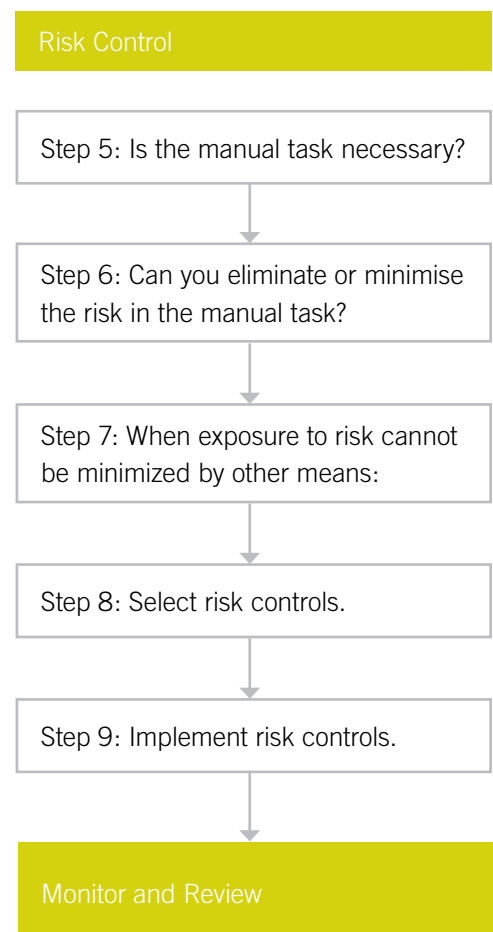 Risk Control
Step 5: Is the manual task necessary?
Step 6: Can you eliminate or minimise
the risk in the manual task?
Step 7: When exposure to risk cannot
be minimized by other means:
Step 8: Select risk controls.
Step 9: Implement risk controls.
Monitor and Review